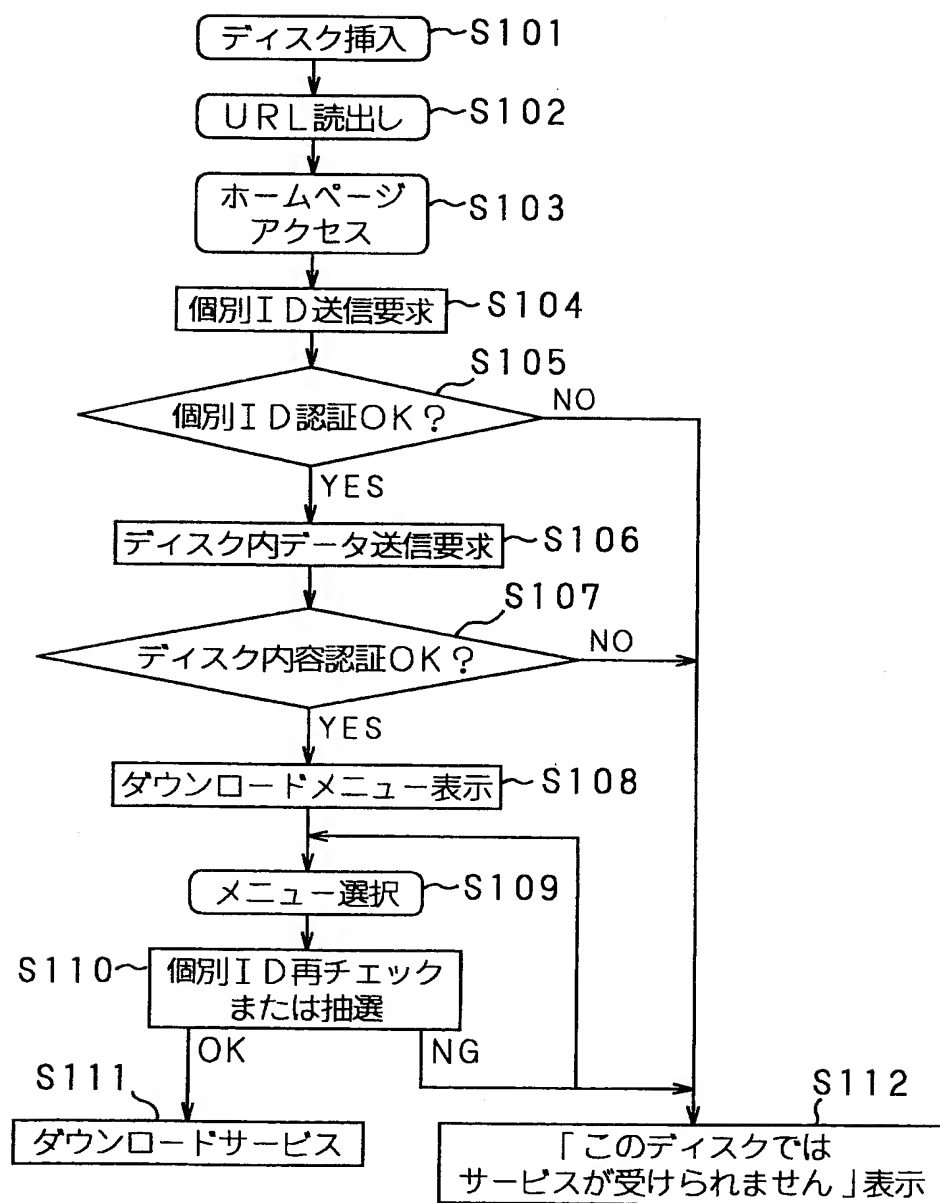 ディスク挿入 S101
URL読出し S102
ホームページ
アクセス S103
個別ID送信要求 S104
S105
個別ID認証OK? NO
YES
ディスク内データ送信要求 S106
S107
ディスク内容認証OK? NO
YES
ダウンロードメニュー表示 S108
メニュー選択 S109
S110 個別ID再チェック
または抽選
OK NG
S111
ダウンロードサービス
S112
「このディスクでは
サービスが受けられません」表示